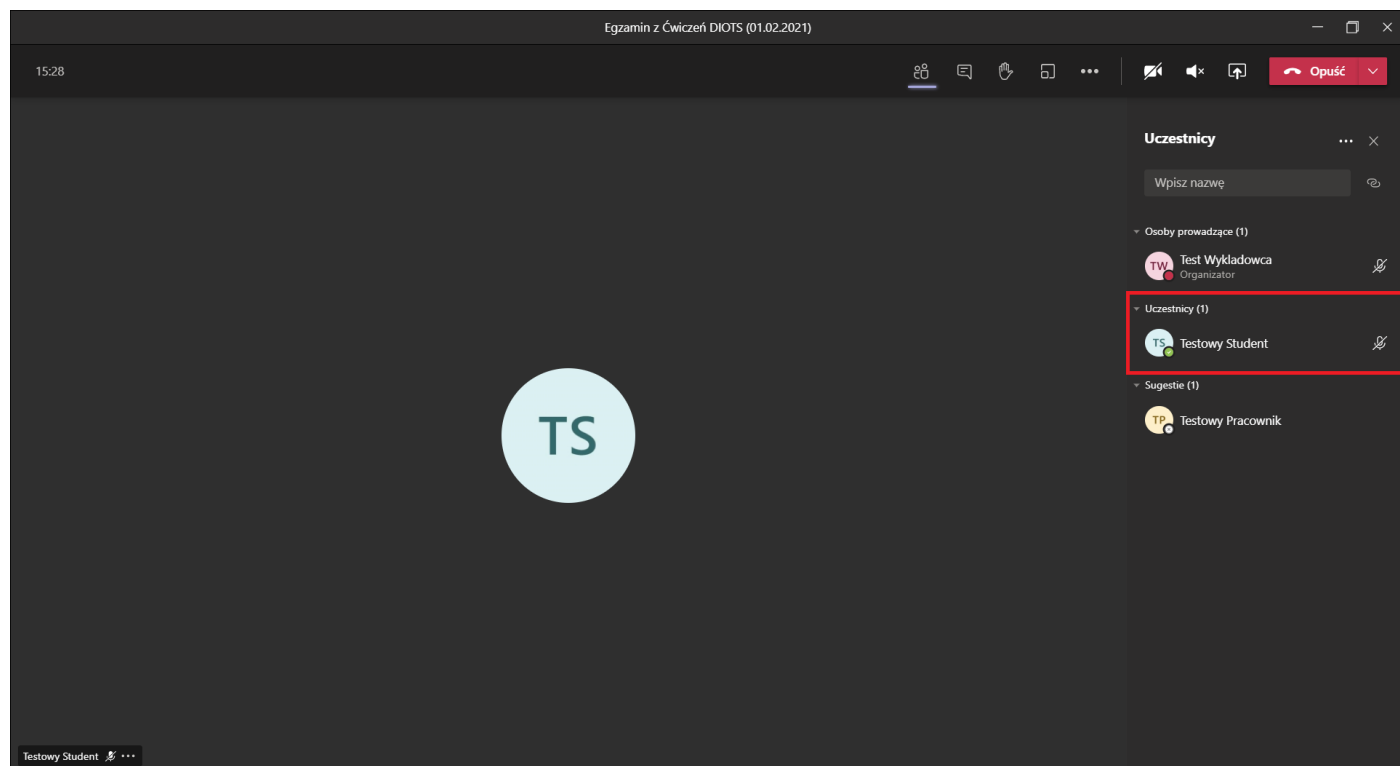 Egzamin z Ćwiczeń DIOTS (01.02.2021)
15:28
Opuść
Uczestnicy
Wpisz nazwę
Osoby prowadzące (1)
TW
Test Wykladowca
Organizator
Uczestnicy (1)
TS
Testowy Student
Sugestie (1)
TP
Testowy Pracownik
TS
Testowy Student